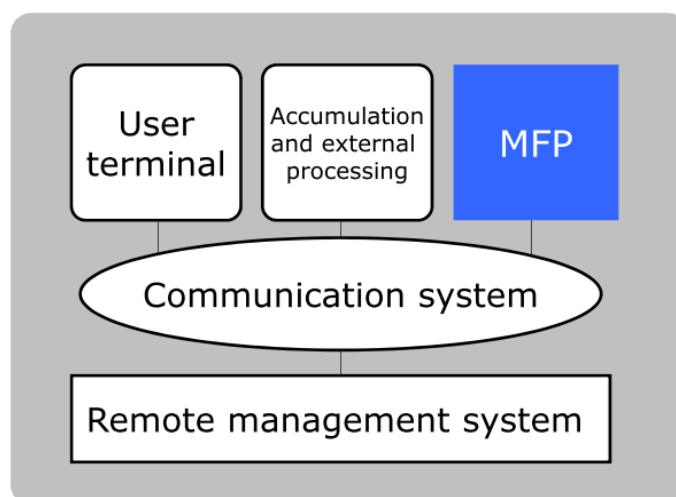 User
terminal
Accumulation
and external
processing
MFP
Communication system
Remote management system